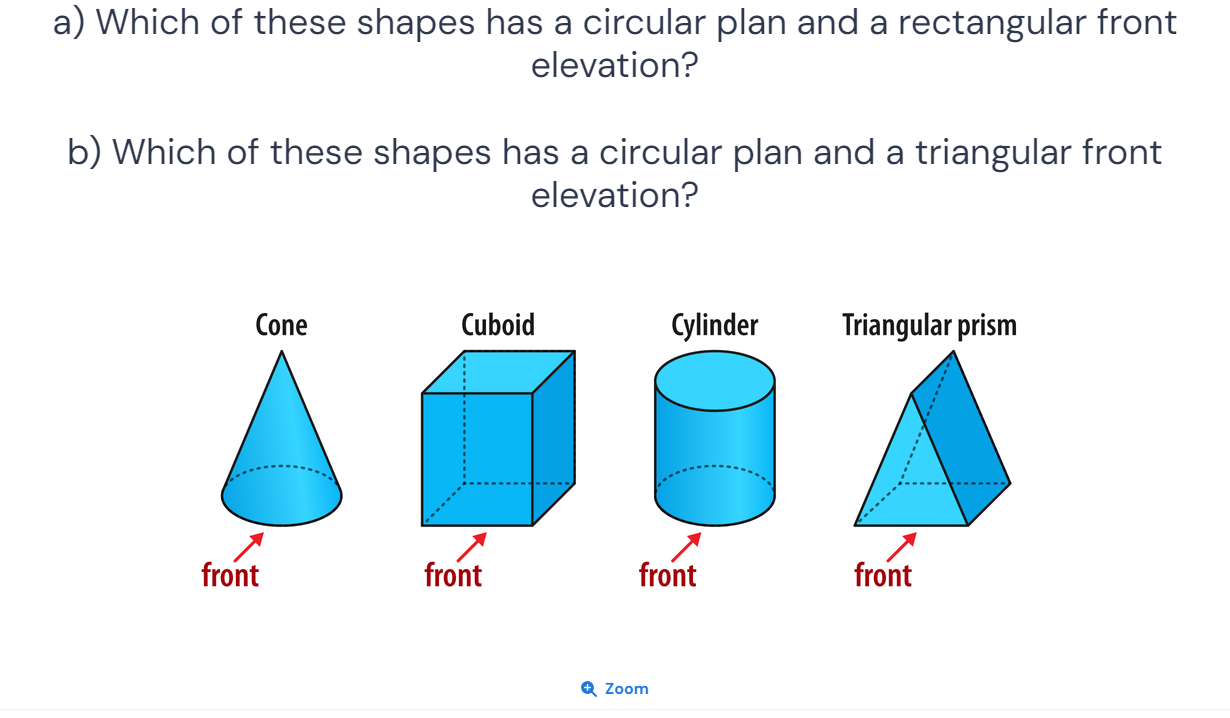 a) Which of these shapes has a circular plan and a rectangular front
elevation?
b) Which of these shapes has a circular plan and a triangular front
elevation?
Cone
Cuboid
Cylinder
Triangular prism
front
front
front
front
Zoom